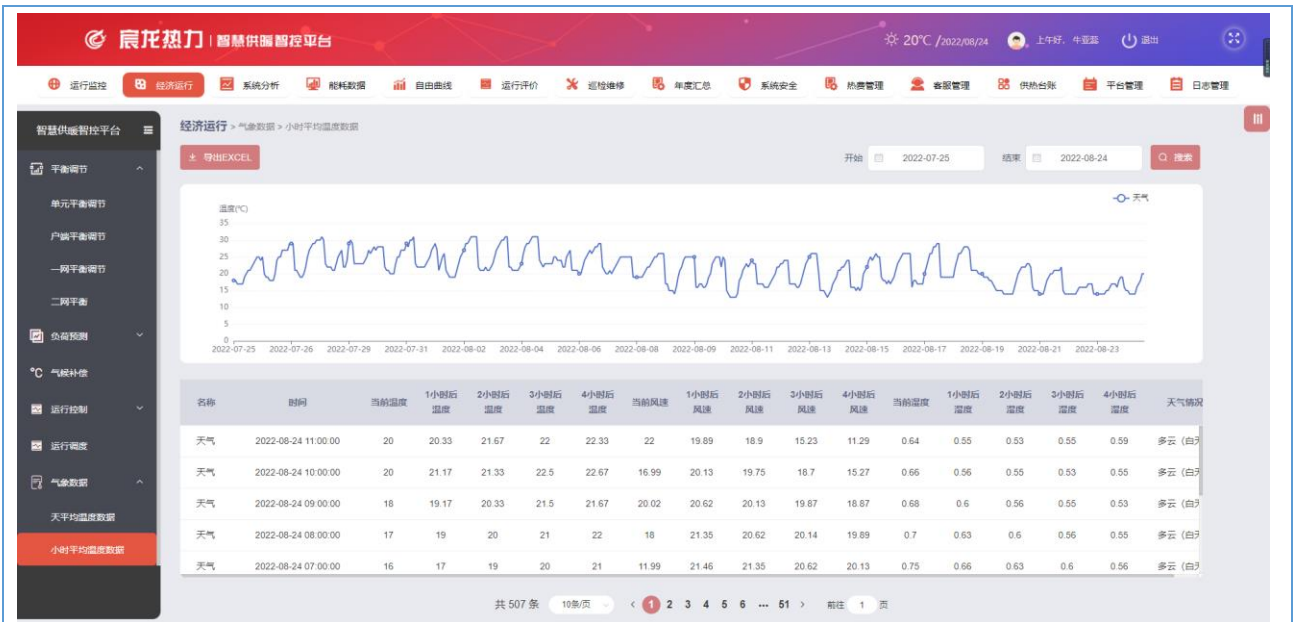 宸龙热力 智慧供暖智控平台 20℃ /2022/08/24 上午好, 牛亚蕊 退出
运行监控 经济运行 系统分析 能耗数据 自由曲线 运行评价 巡检维修 年度汇总 系统安全 热费管理 客服管理 供热台账 平台管理 日志管理
智慧供暖智控平台
经济运行 > 气象数据 > 小时平均温度数据
导出EXCEL 开始 2022-07-25 结束 2022-08-24 搜索
平衡调节
单元平衡调节
户端平衡调节
一网平衡调节
二网平衡
负荷预测
°C 气候补偿
运行控制
运行调度
气象数据
天平均温度数据
小时平均温度数据
天气
温度(℃)
35
30
25
20
15
10
5
0
2022-07-25 2022-07-26 2022-07-29 2022-07-31 2022-08-02 2022-08-04 2022-08-06 2022-08-08 2022-08-09 2022-08-11 2022-08-13 2022-08-15 2022-08-17 2022-08-19 2022-08-21 2022-08-23
名称 时间 当前温度 1小时后温度 2小时后温度 3小时后温度 4小时后温度 当前风速 1小时后风速 2小时后风速 3小时后风速 4小时后风速 当前湿度 1小时后湿度 2小时后湿度 3小时后湿度 4小时后湿度 天气情况
天气 2022-08-24 11:00:00 20 20.33 21.67 22 22.33 22 19.89 18.9 15.23 11.29 0.64 0.55 0.53 0.55 0.59 多云（白天
天气 2022-08-24 10:00:00 20 21.17 21.33 22.5 22.67 16.99 20.13 19.75 18.7 15.27 0.66 0.56 0.55 0.53 0.55 多云（白天
天气 2022-08-24 09:00:00 18 19.17 20.33 21.5 21.67 20.02 20.62 20.13 19.87 18.87 0.68 0.6 0.56 0.55 0.53 多云（白天
天气 2022-08-24 08:00:00 17 19 20 21 22 18 21.35 20.62 20.14 19.89 0.7 0.63 0.6 0.56 0.55 多云（白天
天气 2022-08-24 07:00:00 16 17 19 20 21 11.99 21.46 21.35 20.62 20.13 0.75 0.66 0.63 0.6 0.56 多云（白天
共 507 条 10条/页 < 1 2 3 4 5 6 ... 51 > 前往 1 页